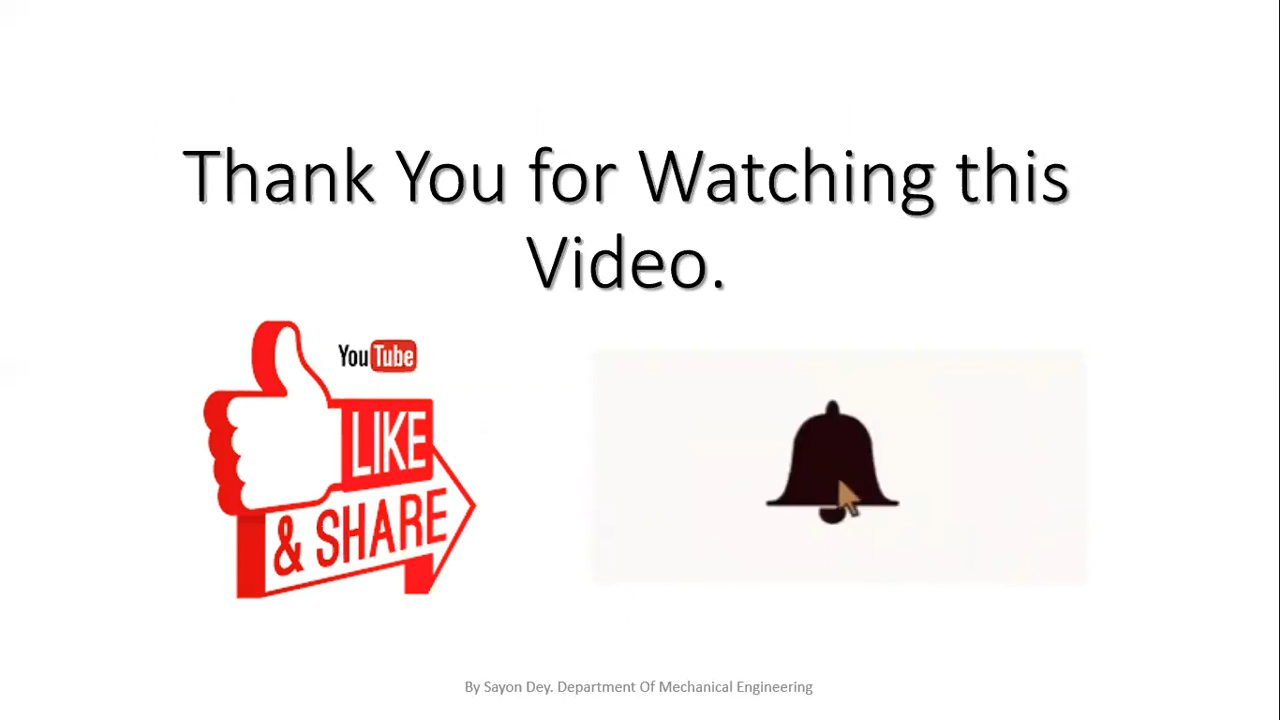 Thank You for Watching this
Video.
YouTube
LIKE
& SHARE
By Sayon Dey. Department Of Mechanical Engineering